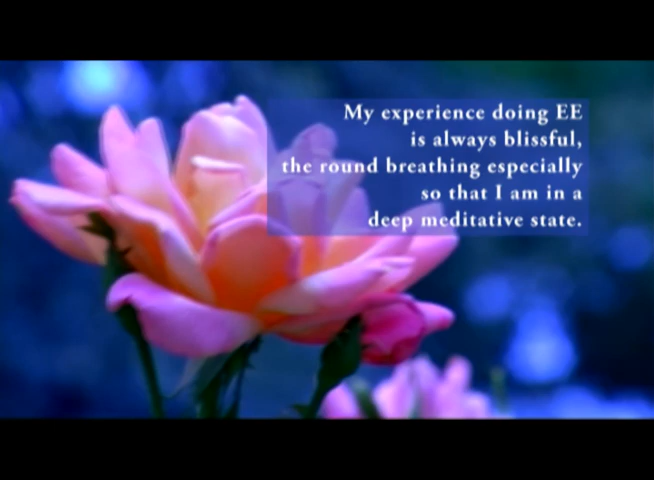 My experience doing EE
is always blissful,
the round breathing especially
so that I am in a
deep meditative state.